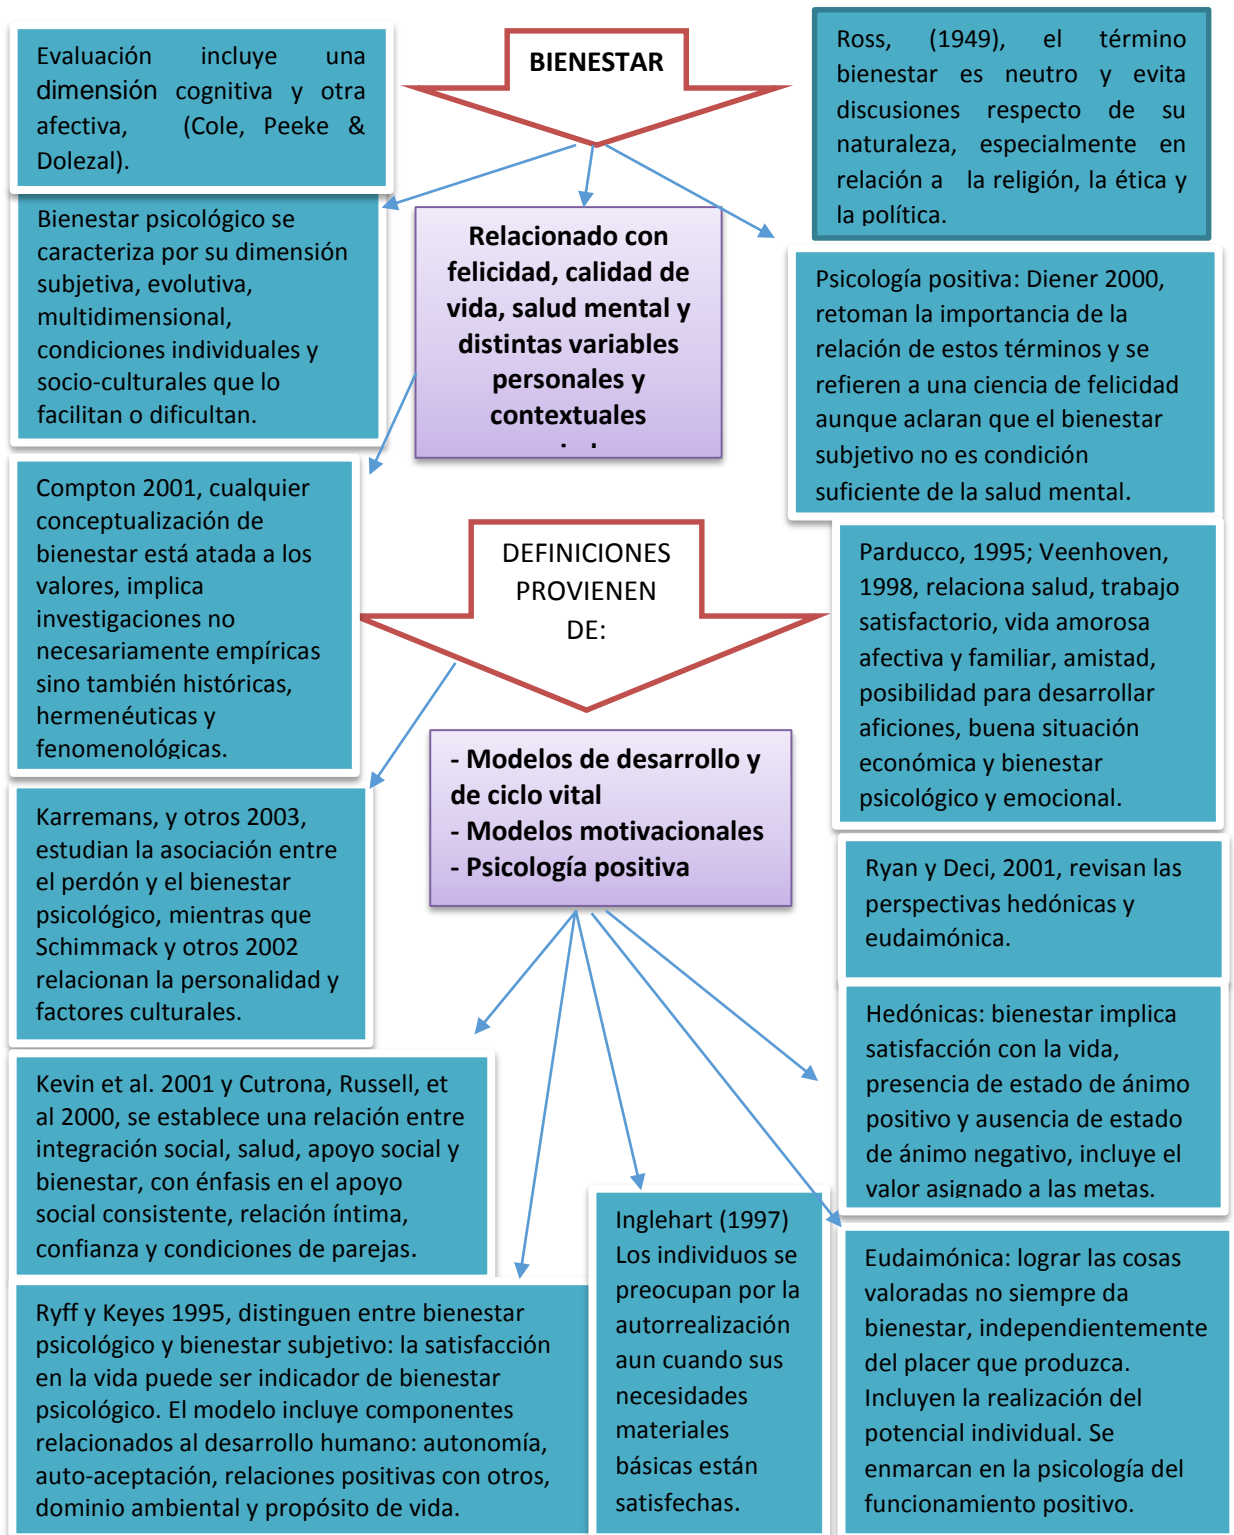 Evaluación incluye una
dimensión cognitiva y otra
afectiva, (Cole, Peeke &
Dolezal).
BIENESTAR
Ross, (1949), el término
bienestar es neutro y evita
discusiones respecto de su
naturaleza, especialmente en
relación a la religión, la ética y
la política.
Bienestar psicológico se
caracteriza por su dimensión
subjetiva, evolutiva,
multidimensional,
condiciones individuales y
socio-culturales que lo
facilitan o dificultan.
Relacionado con
felicidad, calidad de
vida, salud mental y
distintas variables
personales y
contextuales
Psicología positiva: Diener 2000,
retoman la importancia de la
relación de estos términos y se
refieren a una ciencia de felicidad
aunque aclaran que el bienestar
subjetivo no es condición
suficiente de la salud mental.
Compton 2001, cualquier
conceptualización de
bienestar está atada a los
valores, implica
investigaciones no
necesariamente empíricas
sino también históricas,
hermenéuticas y
fenomenológicas.
DEFINICIONES
PROVIENEN
DE:
Parducco, 1995; Veenhoven,
1998, relaciona salud, trabajo
satisfactorio, vida amorosa
afectiva y familiar, amistad,
posibilidad para desarrollar
aficiones, buena situación
económica y bienestar
psicológico y emocional.
- Modelos de desarrollo y
de ciclo vital
- Modelos motivacionales
- Psicología positiva
Karremans, y otros 2003,
estudian la asociación entre
el perdón y el bienestar
psicológico, mientras que
Schimmack y otros 2002
relacionan la personalidad y
factores culturales.
Ryan y Deci, 2001, revisan las
perspectivas hedónicas y
eudaimónica.
Hedónicas: bienestar implica
satisfacción con la vida,
presencia de estado de ánimo
positivo y ausencia de estado
de ánimo negativo, incluye el
valor asignado a las metas.
Kevin et al. 2001 y Cutrona, Russell, et
al 2000, se establece una relación entre
integración social, salud, apoyo social y
bienestar, con énfasis en el apoyo
social consistente, relación íntima,
confianza y condiciones de parejas.
Inglehart (1997)
Los individuos se
preocupan por la
autorrealización
aun cuando sus
necesidades
materiales
básicas están
satisfechas.
Eudaimónica: lograr las cosas
valoradas no siempre da
bienestar, independientemente
del placer que produzca.
Incluyen la realización del
potencial individual. Se
enmarcan en la psicología del
funcionamiento positivo.
Ryff y Keyes 1995, distinguen entre bienestar
psicológico y bienestar subjetivo: la satisfacción
en la vida puede ser indicador de bienestar
psicológico. El modelo incluye componentes
relacionados al desarrollo humano: autonomía,
auto-aceptación, relaciones positivas con otros,
dominio ambiental y propósito de vida.